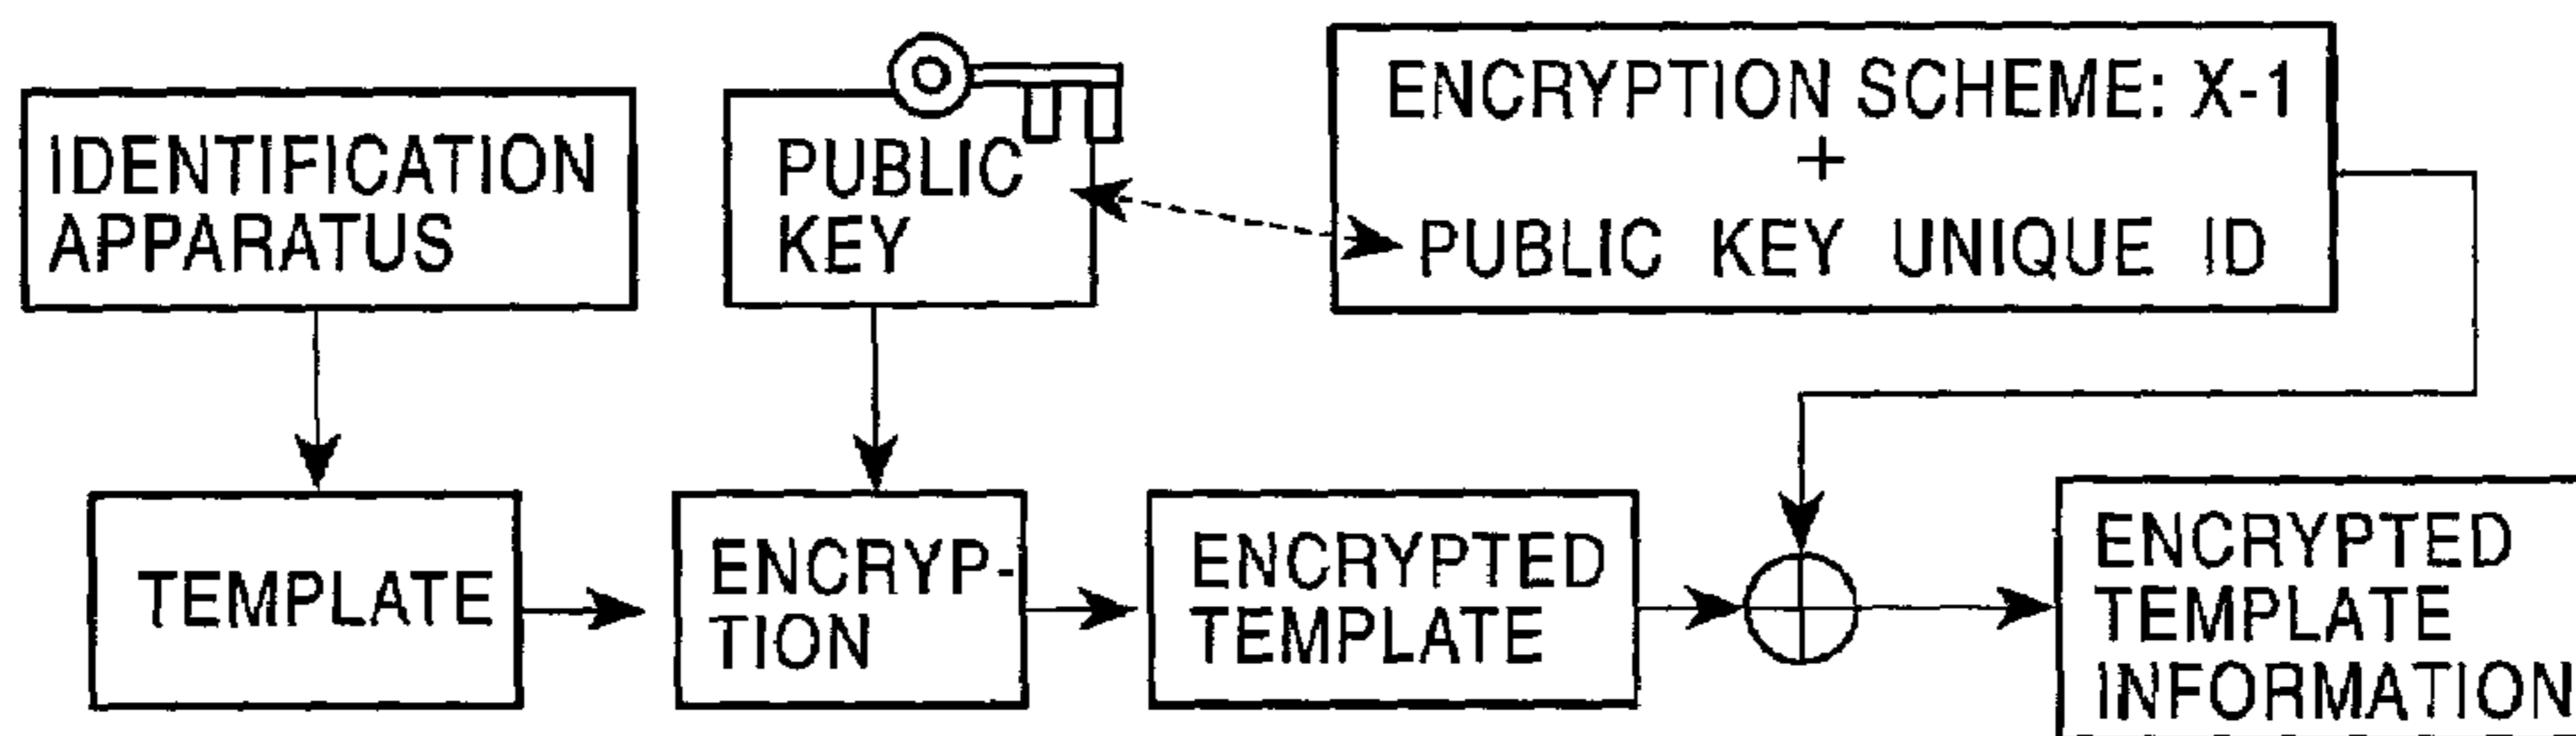 IDENTIFICATION
APPARATUS
PUBLIC
KEY
ENCRYPTION SCHEME: X-1
+
PUBLIC KEY UNIQUE ID
TEMPLATE
ENCRYP-
TION
ENCRYPTED
TEMPLATE
ENCRYPTED
TEMPLATE
INFORMATION